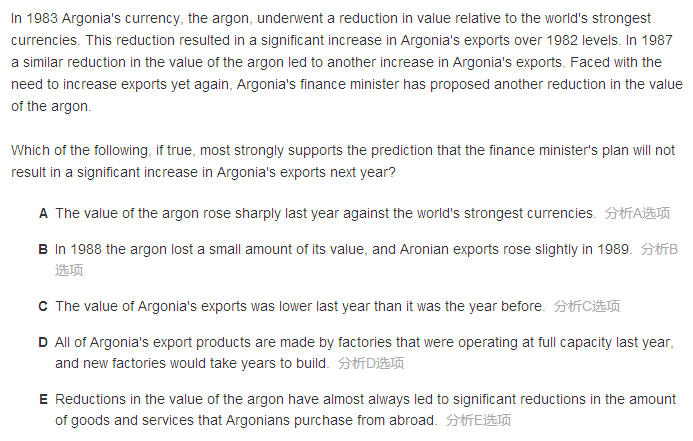 In 1983 Argonia's currency, the argon, underwent a reduction in value relative to the world's strongest
currencies. This reduction resulted in a significant increase in Argonia's exports over 1982 levels. In 1987
a similar reduction in the value of the argon led to another increase in Argonia's exports. Faced with the
need to increase exports yet again, Argonia's finance minister has proposed another reduction in the value
of the argon.
Which of the following, if true, most strongly supports the prediction that the finance minister's plan will not
result in a significant increase in Argonia's exports next year?
A The value of the argon rose sharply last year against the world's strongest currencies. 分析A选项
B In 1988 the argon lost a small amount of its value, and Aronian exports rose slightly in 1989. 分析B
选项
C The value of Argonia's exports was lower last year than it was the year before. 分析C选项
D All of Argonia's export products are made by factories that were operating at full capacity last year,
and new factories would take years to build. 分析D选项
E Reductions in the value of the argon have almost always led to significant reductions in the amount
of goods and services that Argonians purchase from abroad. 分析E选项